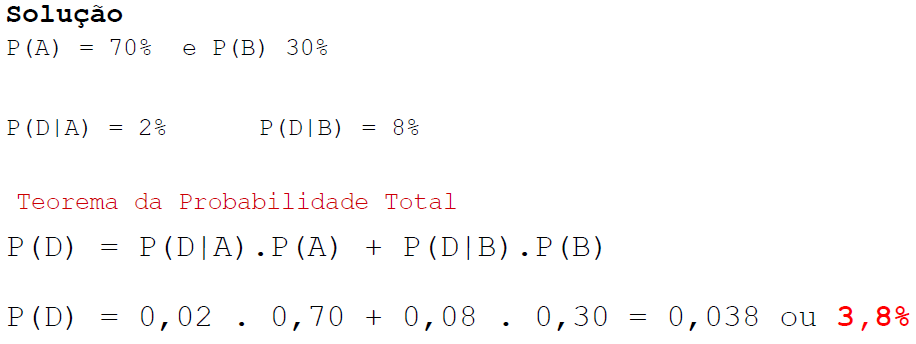 Solução
P(A) = 70%  e P(B) 30%
P(D|A) = 2%      P(D|B) = 8%
Teorema da Probabilidade Total
P(D) = P(D|A).P(A) + P(D|B).P(B)
P(D) = 0,02 . 0,70 + 0,08 . 0,30 = 0,038 ou 3,8%